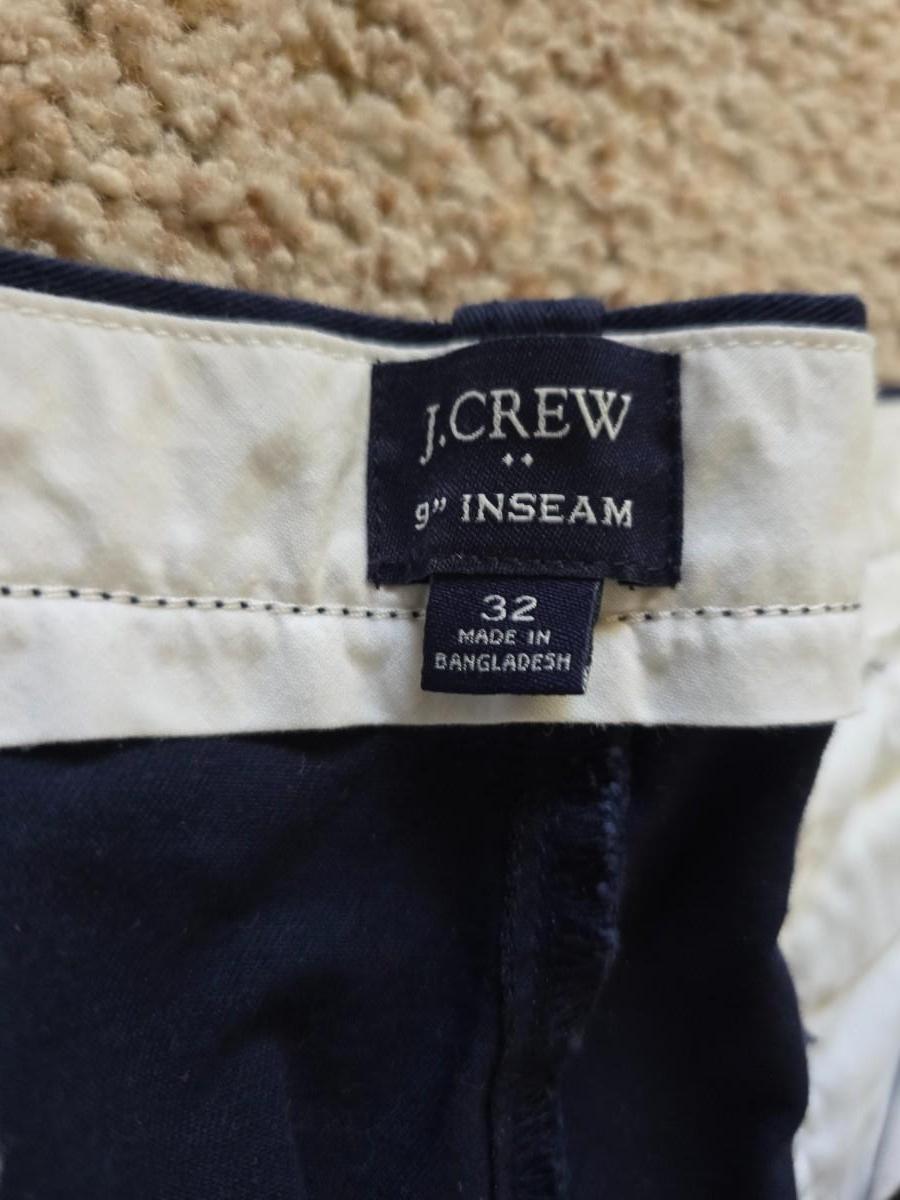 J.CREW
9" INSEAM
32
MADE IN
BANGLADESH